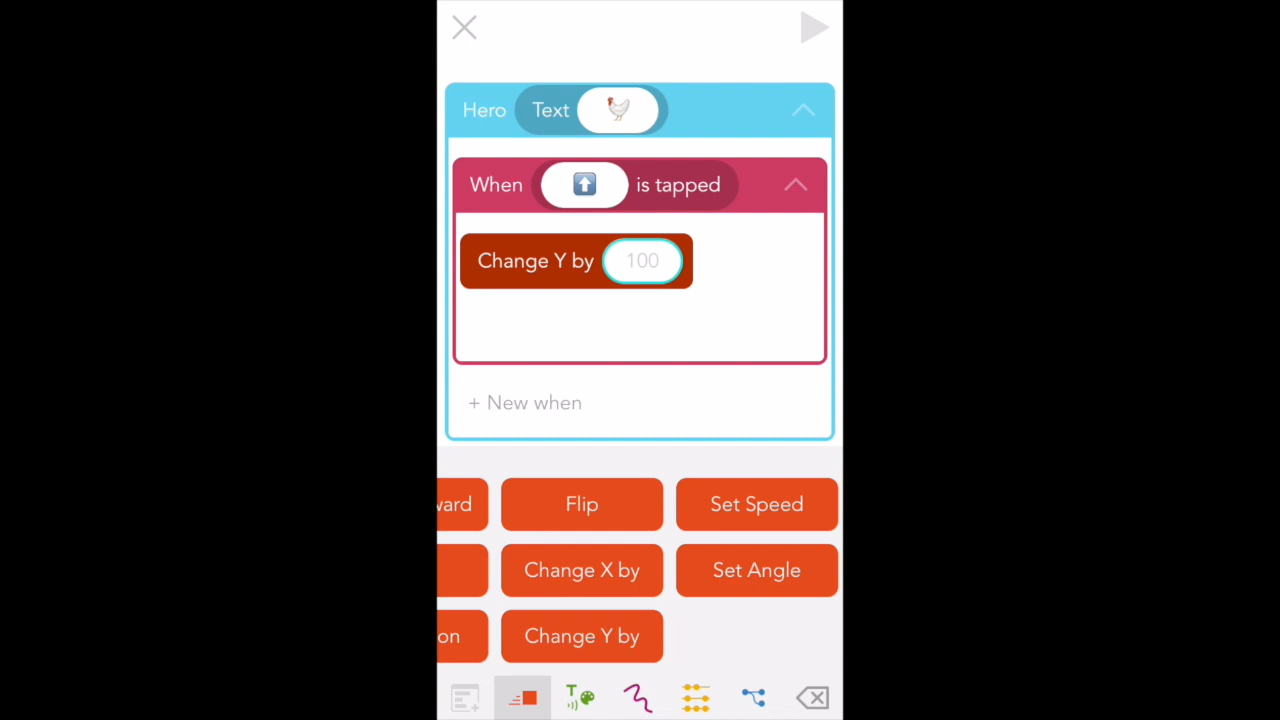 Hero Text
When is tapped
Change Y by 100
+ New when
ward Flip Set Speed
Change X by Set Angle
on Change Y by
T